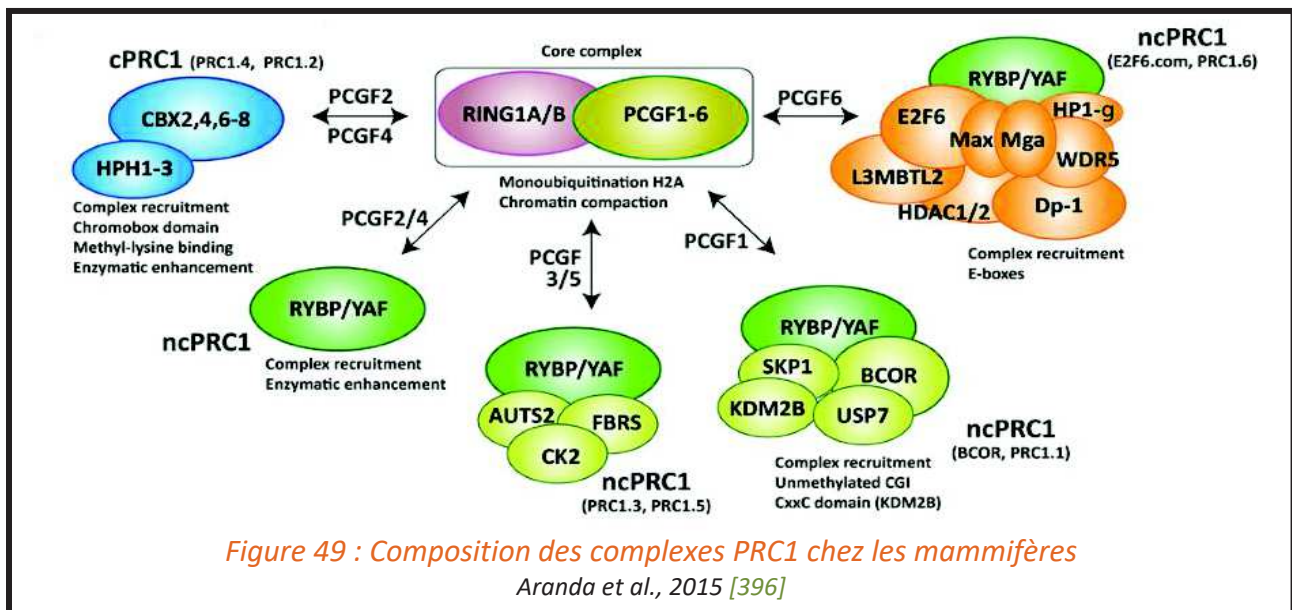 cPRC1 (PRC1.4, PRC1.2)
CBX2,4,6-8
HPH1-3
Complex recruitment
Chromobox domain
Methyl-lysine binding
Enzymatic enhancement
PCGF2
PCGF4
Core complex
RING1A/B
PCGF1-6
Monoubiquitination H2A
Chromatin compaction
PCGF6
ncPRC1
(E2F6.com, PRC1.6)
RYBP/YAF
E2F6
HP1-g
Max
Mga
WDR5
L3MBTL2
HDAC1/2
Dp-1
Complex recruitment
E-boxes
PCGF2/4
RYBP/YAF
ncPRC1
Complex recruitment
Enzymatic enhancement
PCGF
3/5
RYBP/YAF
AUTS2
FBRS
CK2
ncPRC1
(PRC1.3, PRC1.5)
PCGF1
RYBP/YAF
SKP1
BCOR
KDM2B
USP7
ncPRC1
(BCOR, PRC1.1)
Complex recruitment
Unmethylated CGI
CxxC domain (KDM2B)
Figure 49 : Composition des complexes PRC1 chez les mammifères
Aranda et al., 2015 [396]